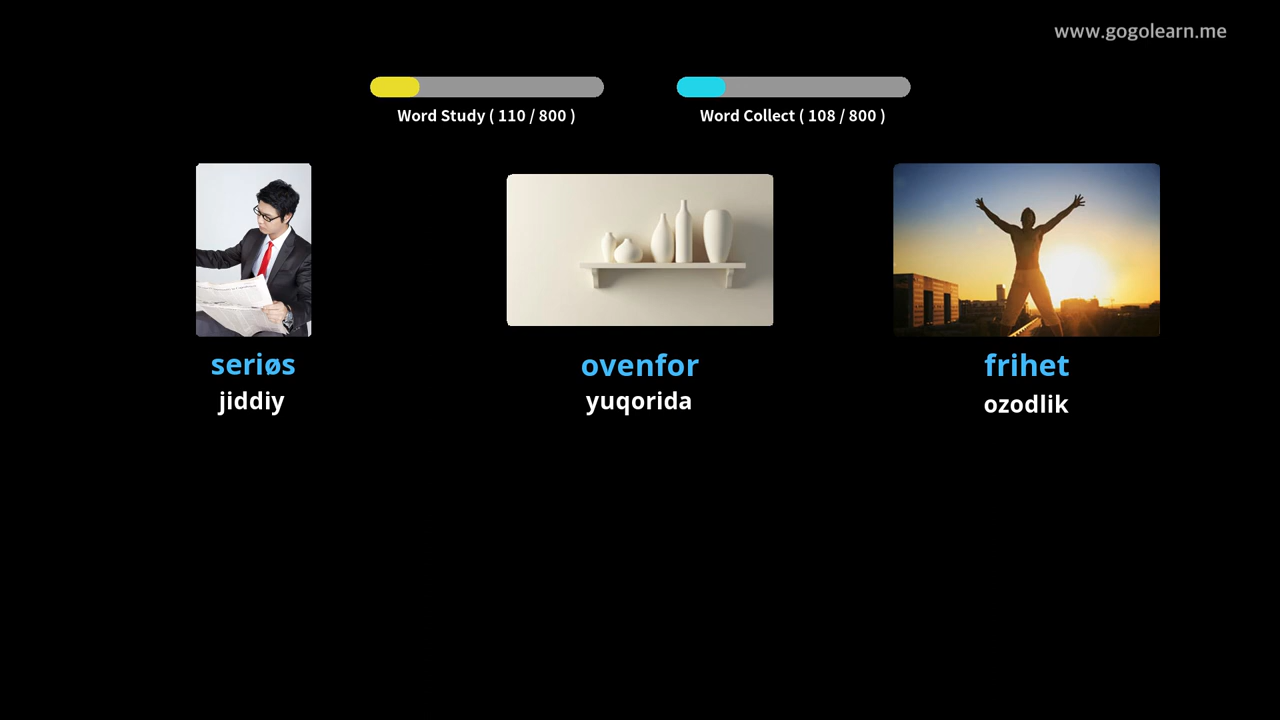 www.gogolearn.me
Word Study ( 110 / 800 )
Word Collect ( 108 / 800 )
seriøs
jiddiy
ovenfor
yuqorida
frihet
ozodlik